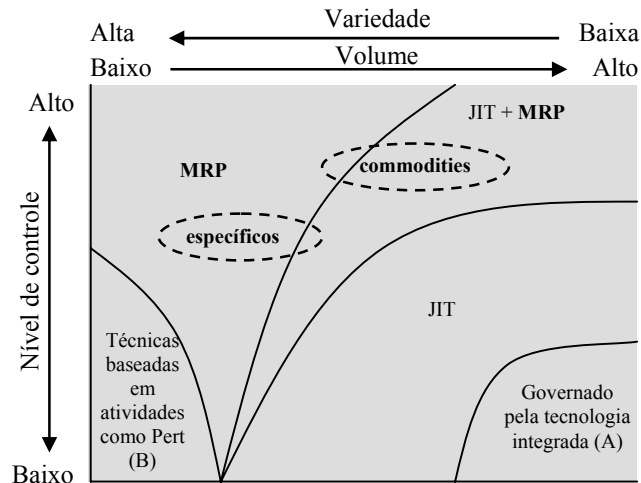 Variedade
Alta
Baixa
Volume
Baixo
Alto
Alto
JIT + MRP
commodities
MRP
específicos
Nível de controle
JIT
Técnicas
baseadas
em
atividades
como Pert
(B)
Governado
pela tecnologia
integrada (A)
Baixo